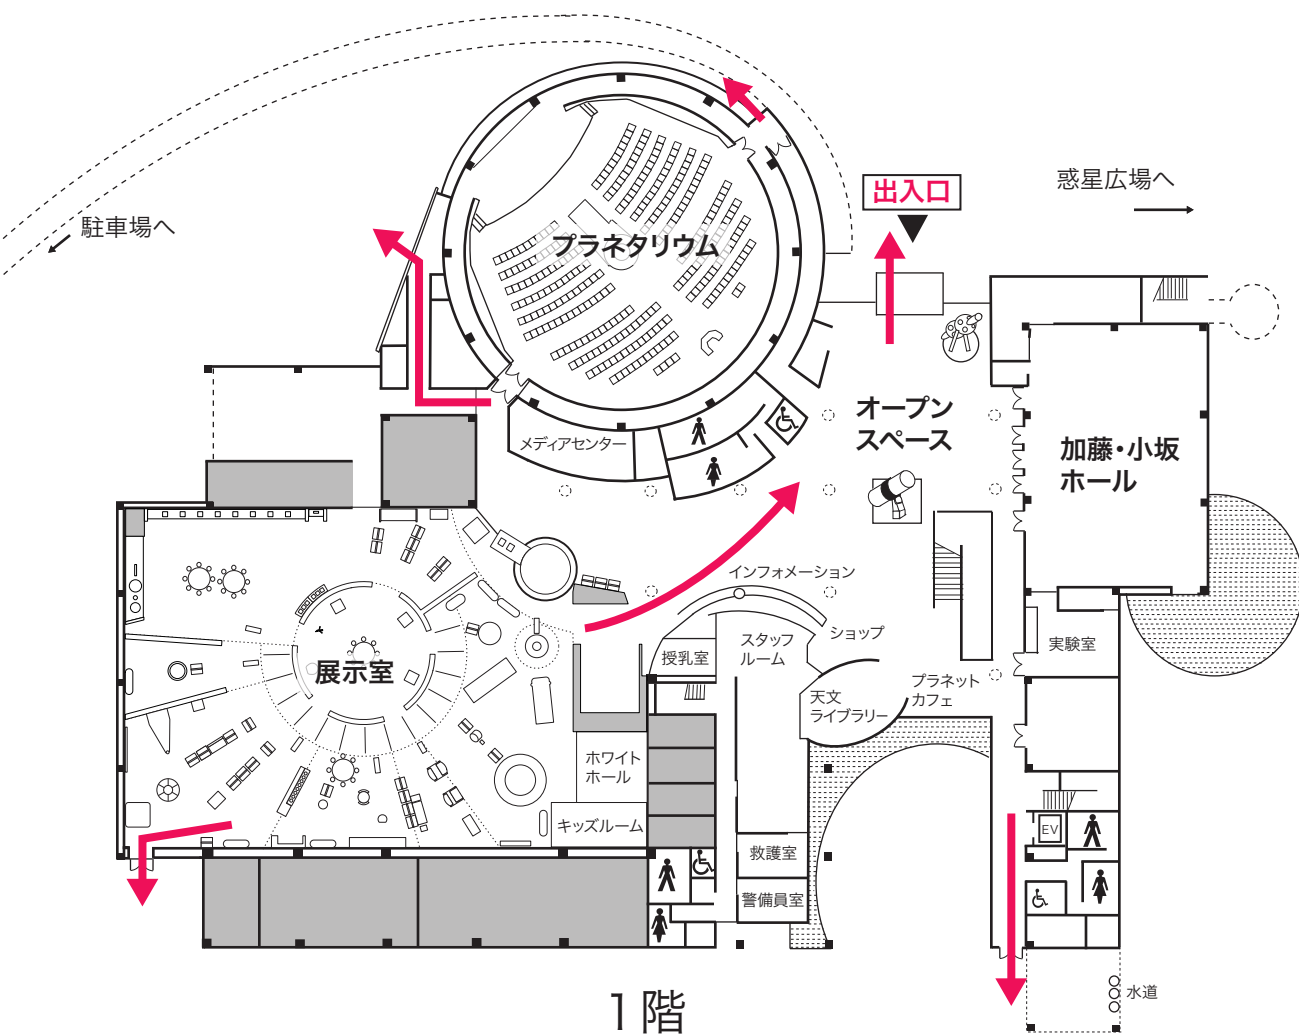 出入口
惑星広場へ
駐車場へ
プラネタリウム
オープン
スペース
メディアセンター
加藤・小坂
ホール
インフォメーション
ショップ
スタッフ
ルーム
授乳室
実験室
展示室
プラネット
カフェ
天文
ライブラリー
ホワイト
ホール
キッズルーム
EV
救護室
警備員室
水道
1階